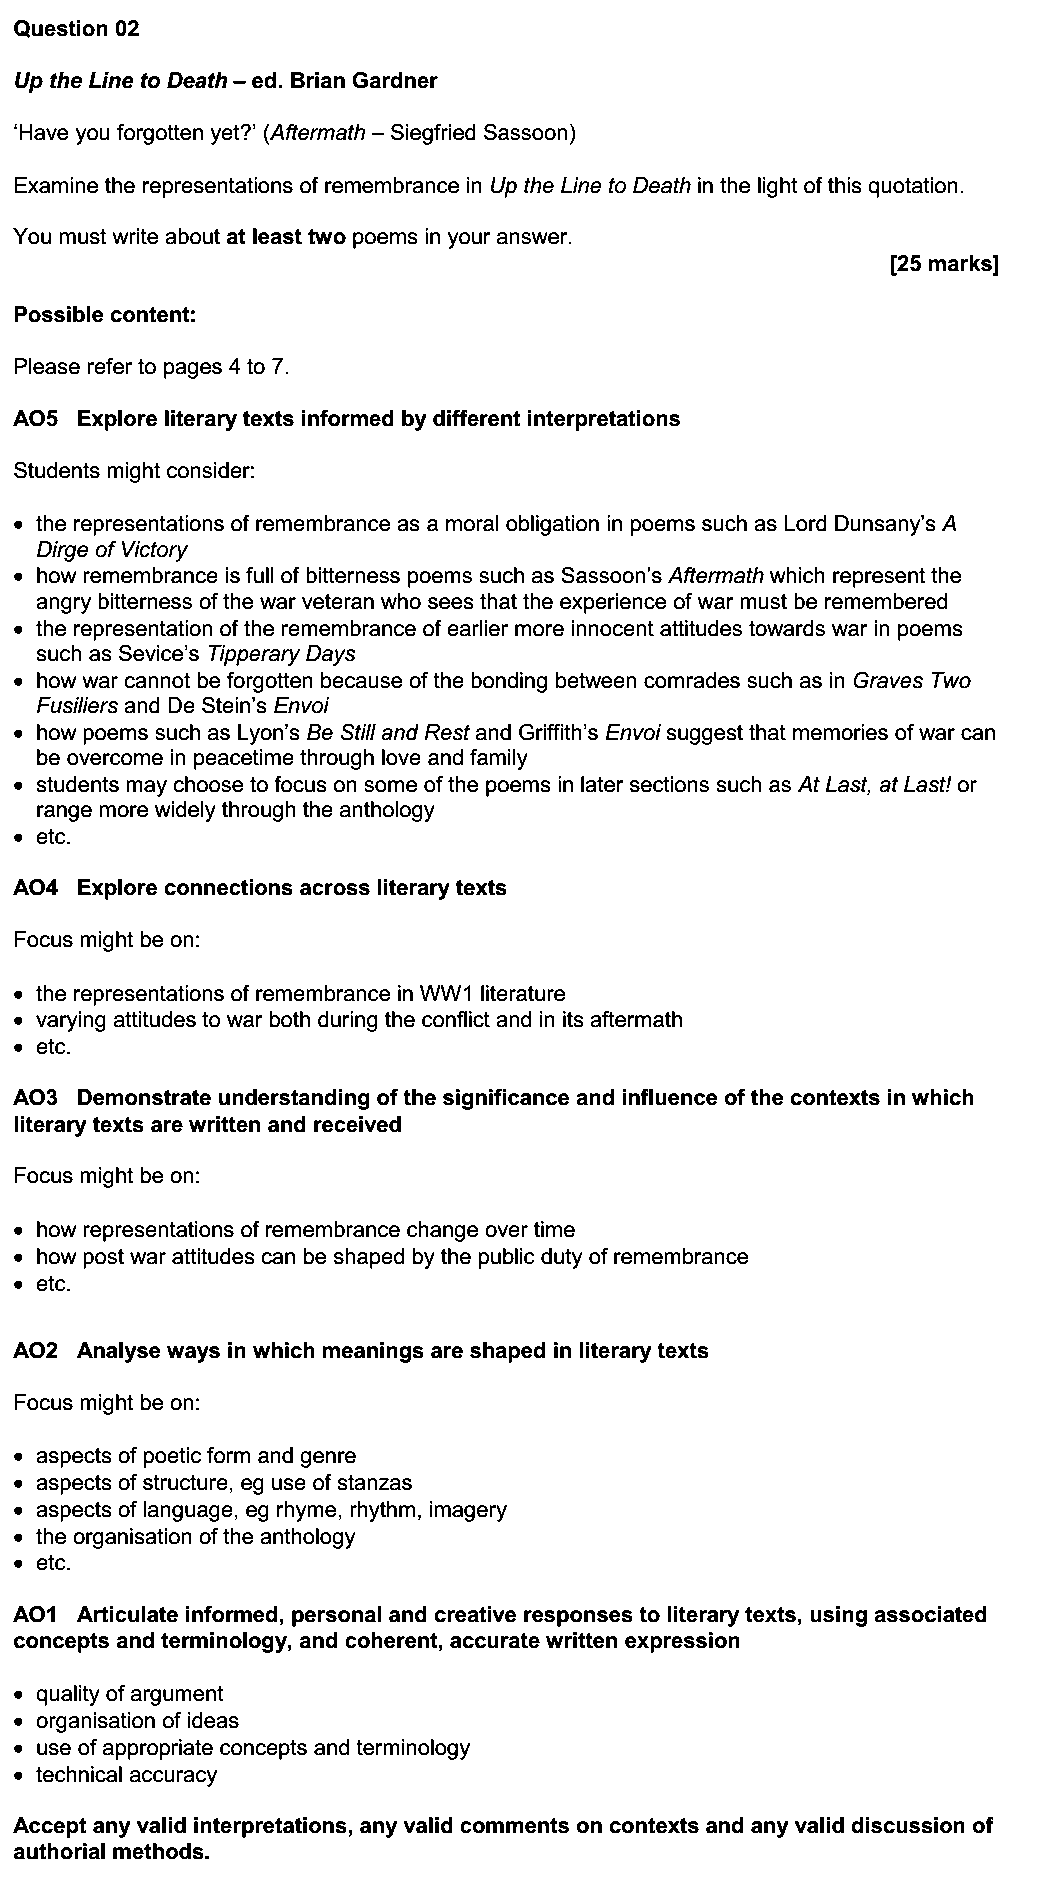 Question 02
Up the Line to Death – ed. Brian Gardner
‘Have you forgotten yet?’ (Aftermath – Siegfried Sassoon)
Examine the representations of remembrance in Up the Line to Death in the light of this quotation.
You must write about at least two poems in your answer.
[25 marks]
Possible content:
Please refer to pages 4 to 7.
AO5 Explore literary texts informed by different interpretations
Students might consider:
• the representations of remembrance as a moral obligation in poems such as Lord Dunsany’s A
Dirge of Victory
• how remembrance is full of bitterness poems such as Sassoon’s Aftermath which represent the
angry bitterness of the war veteran who sees that the experience of war must be remembered
• the representation of the remembrance of earlier more innocent attitudes towards war in poems
such as Sevice’s Tipperary Days
• how war cannot be forgotten because of the bonding between comrades such as in Graves Two
Fusiliers and De Stein’s Envoi
• how poems such as Lyon’s Be Still and Rest and Griffith’s Envoi suggest that memories of war can
be overcome in peacetime through love and family
• students may choose to focus on some of the poems in later sections such as At Last, at Last! or
range more widely through the anthology
• etc.
AO4 Explore connections across literary texts
Focus might be on:
• the representations of remembrance in WW1 literature
• varying attitudes to war both during the conflict and in its aftermath
• etc.
AO3 Demonstrate understanding of the significance and influence of the contexts in which
literary texts are written and received
Focus might be on:
• how representations of remembrance change over time
• how post war attitudes can be shaped by the public duty of remembrance
• etc.
AO2 Analyse ways in which meanings are shaped in literary texts
Focus might be on:
• aspects of poetic form and genre
• aspects of structure, eg use of stanzas
• aspects of language, eg rhyme, rhythm, imagery
• the organisation of the anthology
• etc.
AO1 Articulate informed, personal and creative responses to literary texts, using associated
concepts and terminology, and coherent, accurate written expression
• quality of argument
• organisation of ideas
• use of appropriate concepts and terminology
• technical accuracy
Accept any valid interpretations, any valid comments on contexts and any valid discussion of
authorial methods.